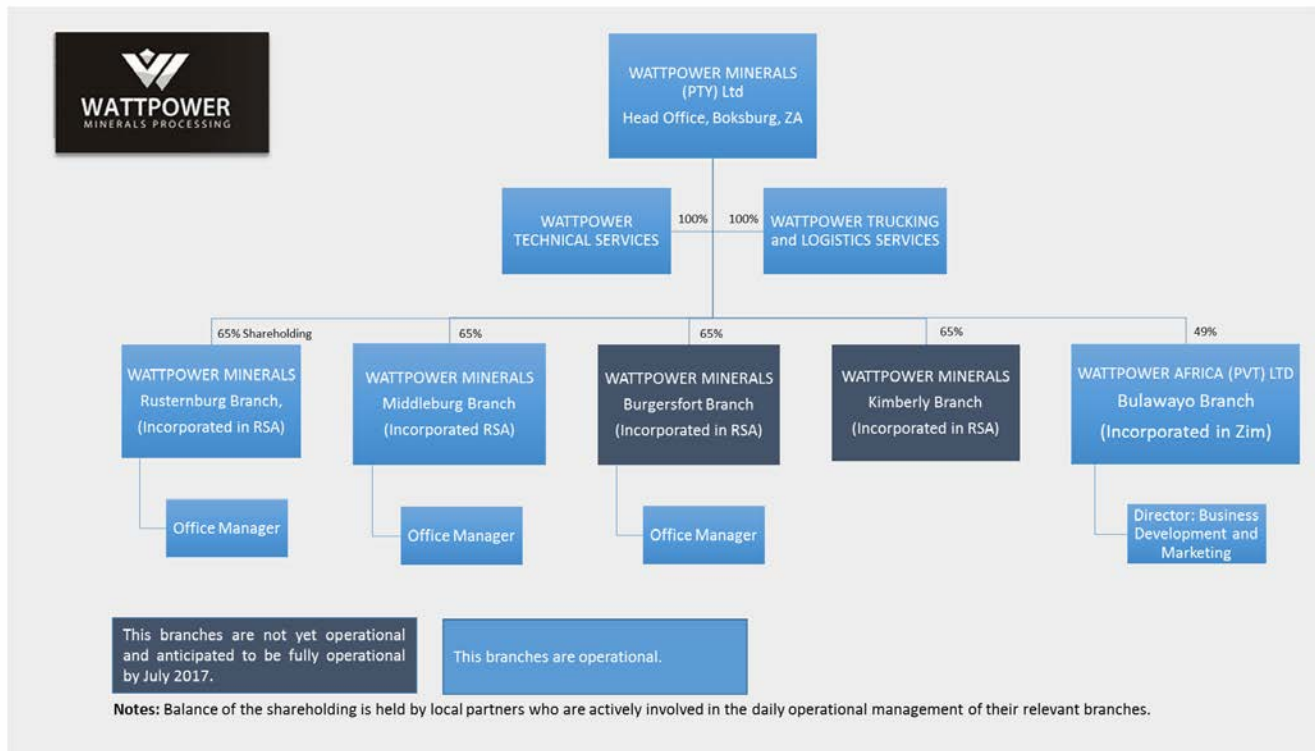 WATTPOWER
MINERALS PROCESSING
WATTPOWER MINERALS
(PTY) Ltd
Head Office, Boksburg, ZA
WATTPOWER
TECHNICAL SERVICES
100%
100%
WATTPOWER TRUCKING
and LOGISTICS SERVICES
65% Shareholding
65%
65%
65%
49%
WATTPOWER MINERALS
Rusternburg Branch,
(Incorporated in RSA)
WATTPOWER MINERALS
Middleburg Branch
(Incorporated RSA)
WATTPOWER MINERALS
Burgersfort Branch
(Incorporated in RSA)
WATTPOWER MINERALS
Kimberly Branch
(Incorporated in RSA)
WATTPOWER AFRICA (PVT) LTD
Bulawayo Branch
(Incorporated in Zim)
Office Manager
Office Manager
Office Manager
Director: Business
Development and
Marketing
This branches are not yet operational
and anticipated to be fully operational
by July 2017.
This branches are operational.
Notes: Balance of the shareholding is held by local partners who are actively involved in the daily operational management of their relevant branches.